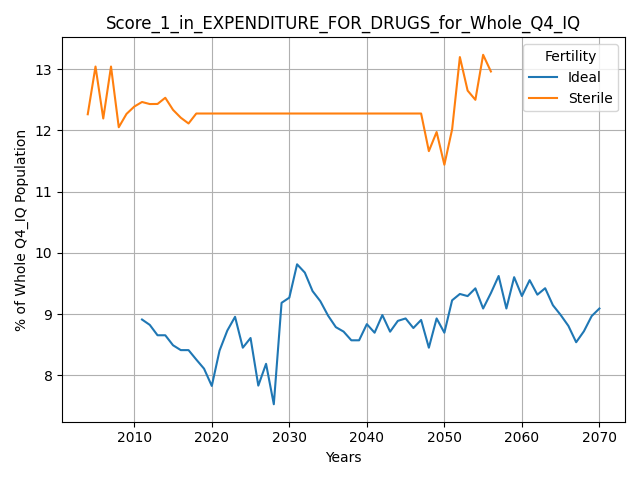 Score_1_in_EXPENDITURE_FOR_DRUGS_for_Whole_Q4_IQ
Fertility
Ideal
Sterile
% of Whole Q4_IQ Population
13
12
11
10
9
8
2010 2020 2030 2040 2050 2060 2070
Years